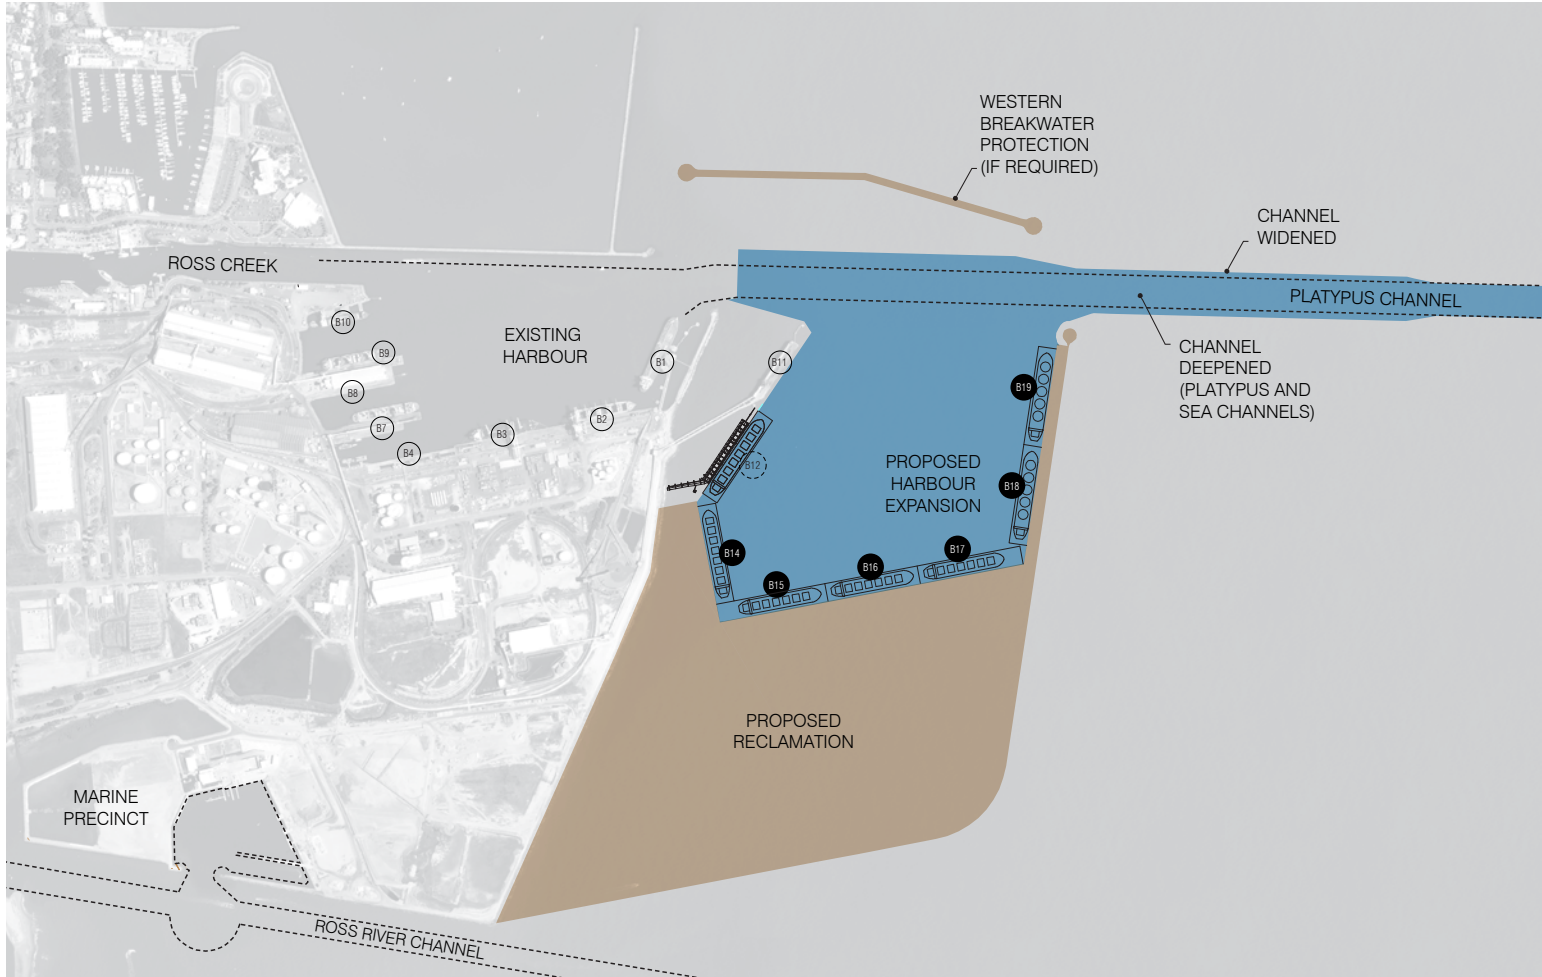 WESTERN
BREAKWATER
PROTECTION
(IF REQUIRED)
CHANNEL
WIDENED
ROSS CREEK
PLATYPUS CHANNEL
B10
EXISTING
HARBOUR
B9
B1
B11
CHANNEL
DEEPENED
(PLATYPUS AND
SEA CHANNELS)
B8
B19
B7
B3
B2
B4
B12
PROPOSED
HARBOUR
EXPANSION
B18
B14
B15
B16
B17
PROPOSED
RECLAMATION
MARINE
PRECINCT
ROSS RIVER CHANNEL